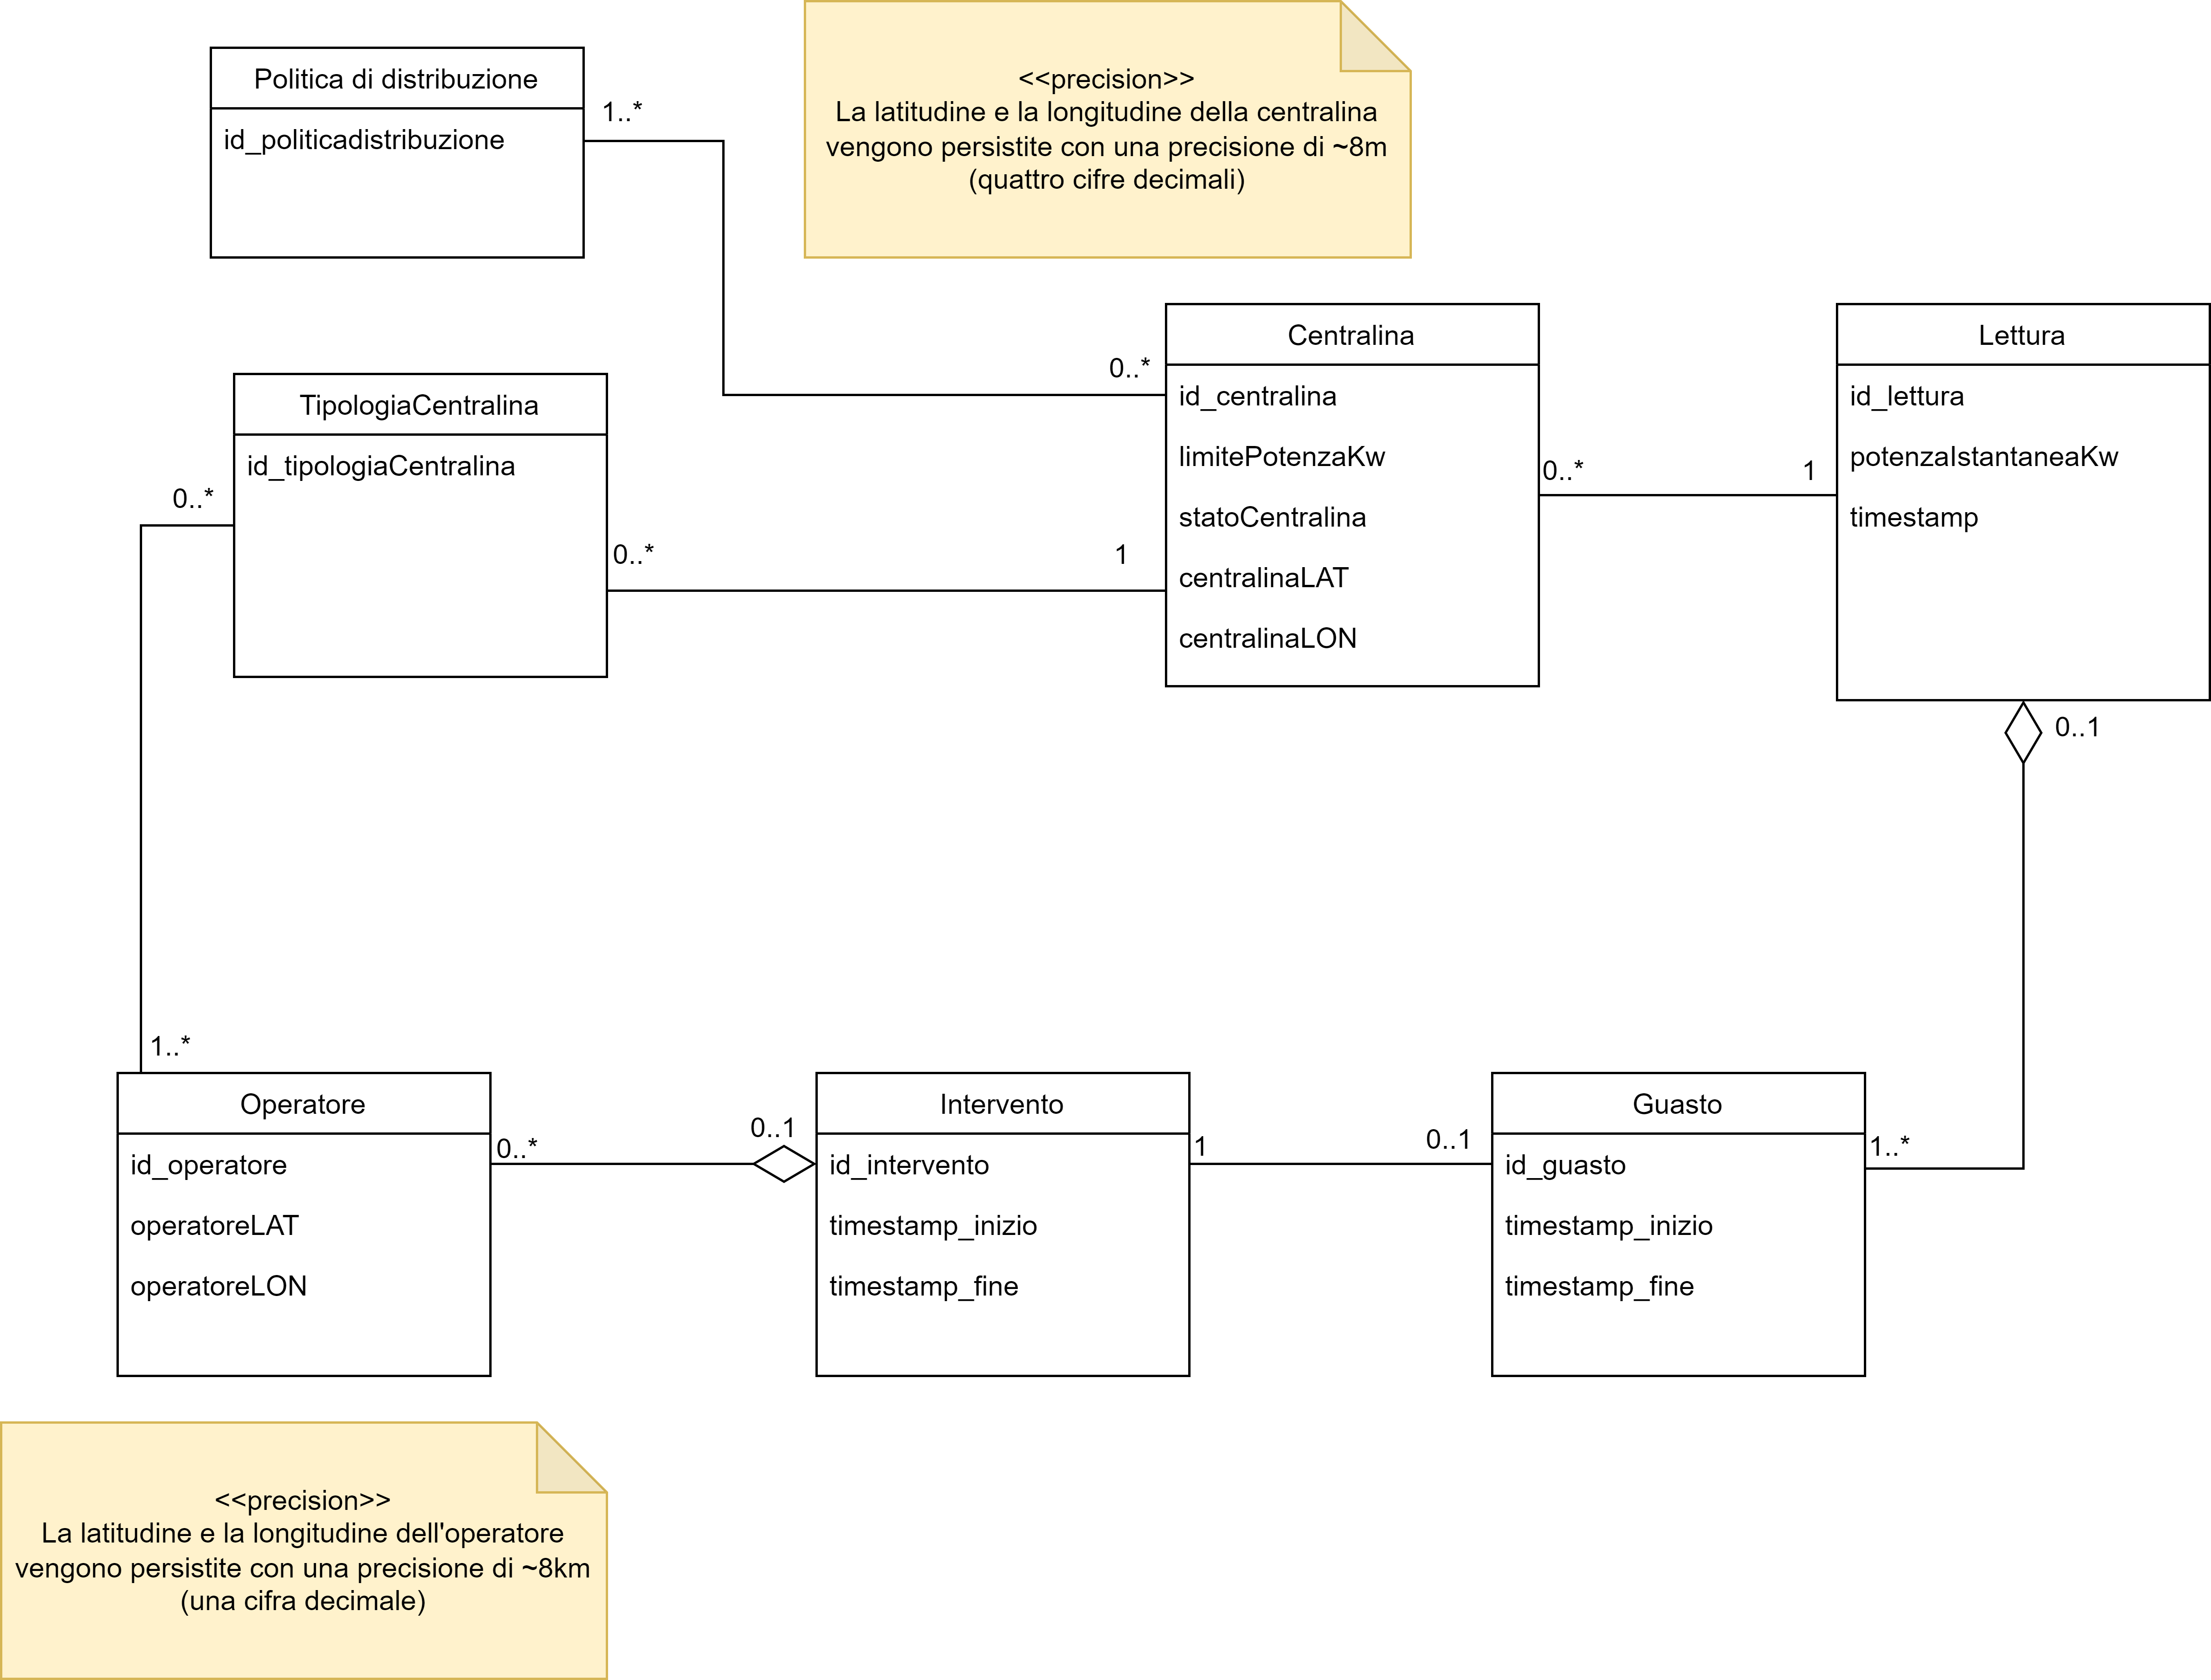 Politica di distribuzione
id_politicadistribuzione
1..*
<<precision>>
La latitudine e la longitudine della centralina
vengono persistite con una precisione di ~8m
(quattro cifre decimali)
TipologiaCentralina
id_tipologiaCentralina
0..*
0..*
1
0..*
Centralina
id_centralina
limitePotenzaKw
statoCentralina
centralinaLAT
centralinaLON
0..*
1
Lettura
id_lettura
potenzaIstantaneaKw
timestamp
0..1
1..*
Operatore
id_operatore
operatoreLAT
operatoreLON
0..*
0..1
Intervento
id_intervento
timestamp_inizio
timestamp_fine
1
0..1
Guasto
id_guasto
timestamp_inizio
timestamp_fine
1..*
<<precision>>
La latitudine e la longitudine dell'operatore
vengono persistite con una precisione di ~8km
(una cifra decimale)